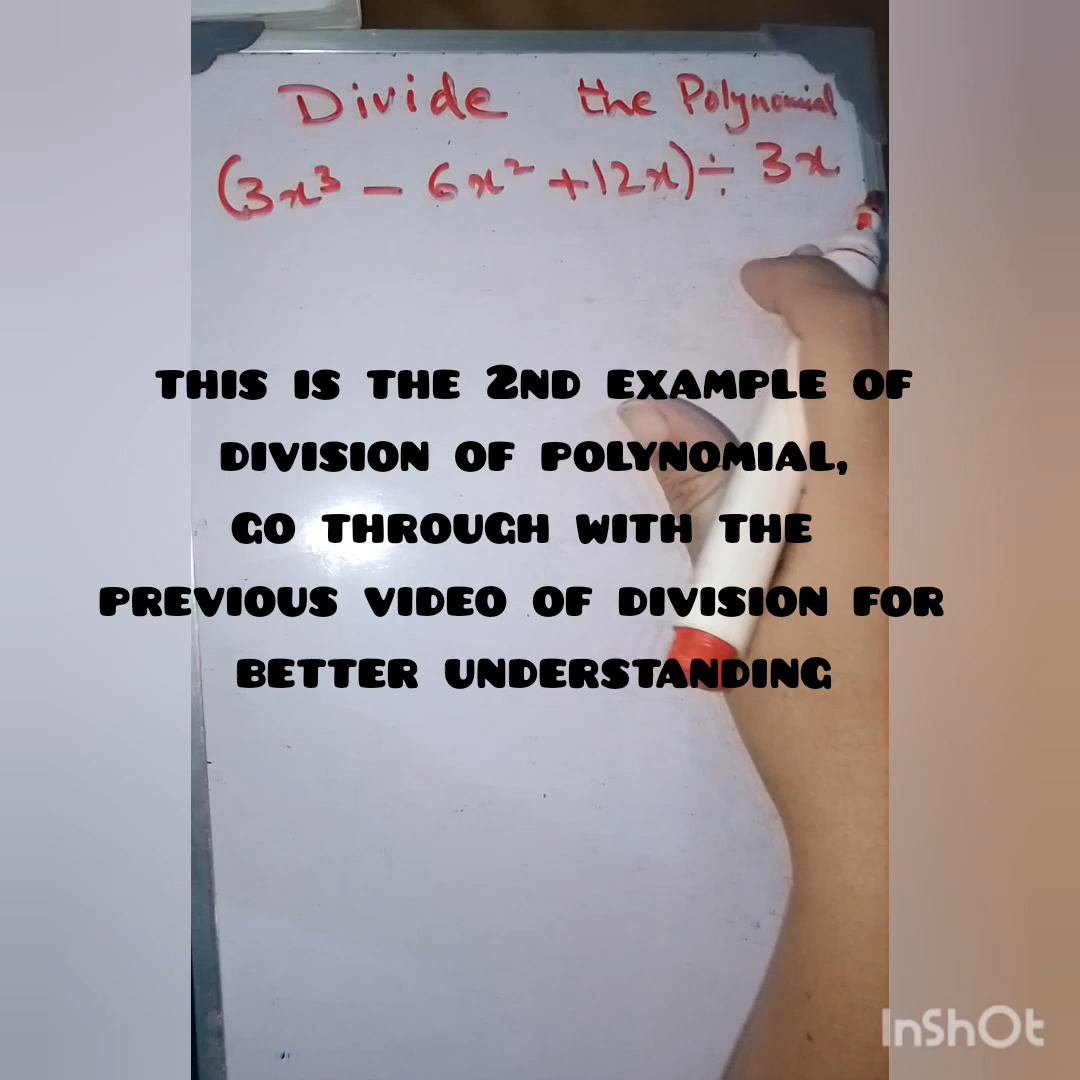 Divide the Polynomial
(3x³ - 6x² + 12x) ÷ 3x
THIS IS THE 2ND EXAMPLE OF
DIVISION OF POLYNOMIAL,
GO THROUGH WITH THE
PREVIOUS VIDEO OF DIVISION FOR
BETTER UNDERSTANDING
InShOt